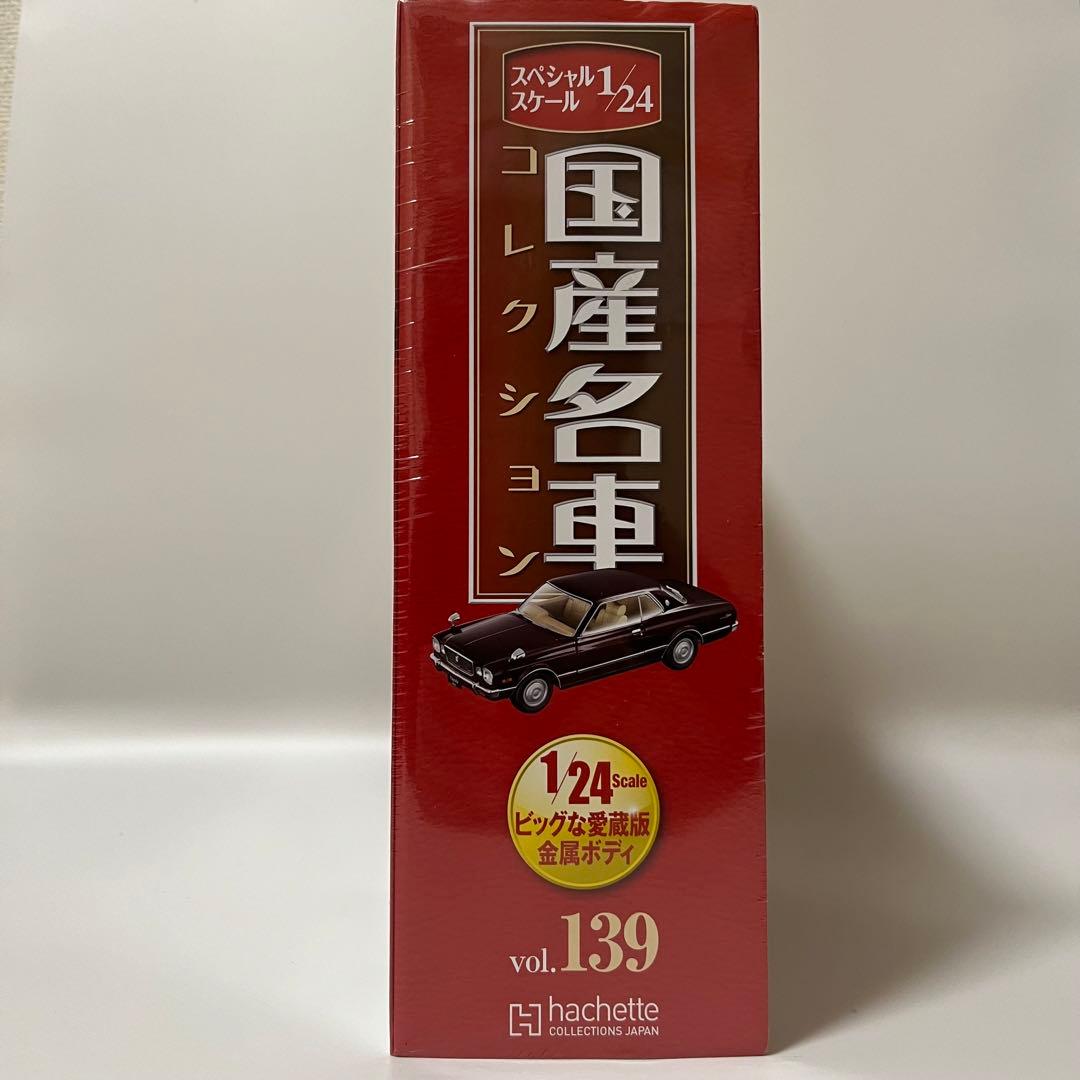 スペシャル
スケール 1/24
国産名車
コレクション
1/24 Scale
ビッグな愛蔵版
金属ボディ
vol.139
hachette
COLLECTIONS JAPAN